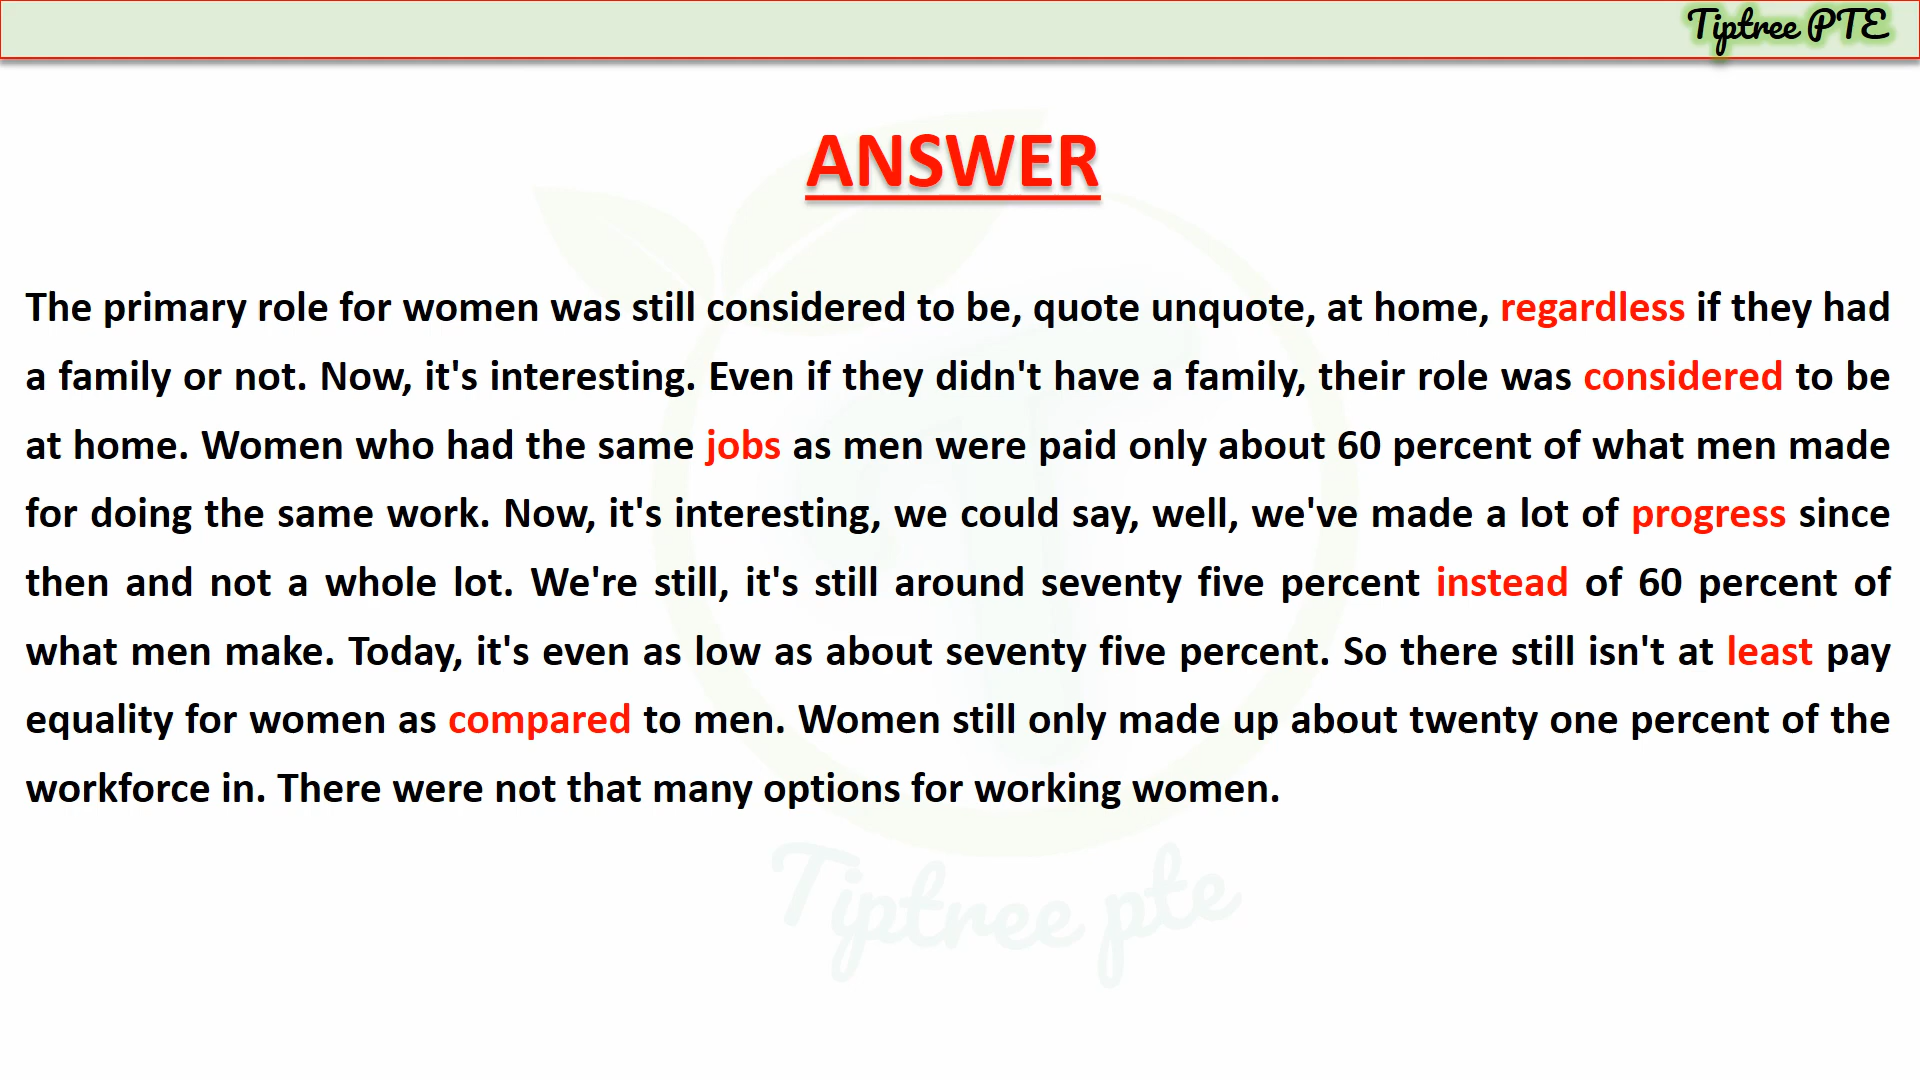 Tiptree PTE
ANSWER
The primary role for women was still considered to be, quote unquote, at home, regardless if they had
a family or not. Now, it's interesting. Even if they didn't have a family, their role was considered to be
at home. Women who had the same jobs as men were paid only about 60 percent of what men made
for doing the same work. Now, it's interesting, we could say, well, we've made a lot of progress since
then and not a whole lot. We're still, it's still around seventy five percent instead of 60 percent of
what men make. Today, it's even as low as about seventy five percent. So there still isn't at least pay
equality for women as compared to men. Women still only made up about twenty one percent of the
workforce in. There were not that many options for working women.
Tiptree pte